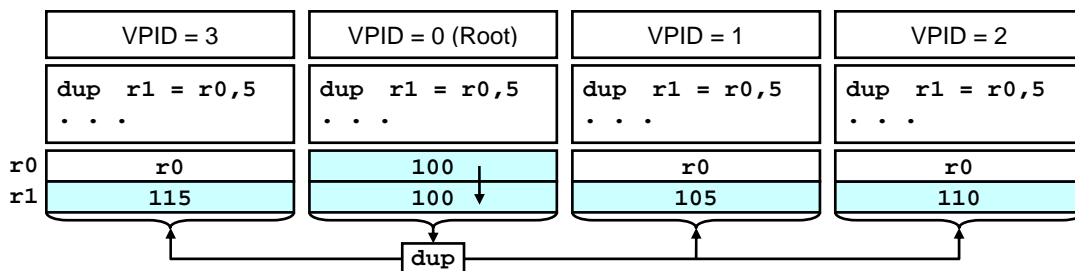 VPID = 3 VPID = 0 (Root) VPID = 1 VPID = 2
dup r1 = r0,5 dup r1 = r0,5 dup r1 = r0,5 dup r1 = r0,5
. . . . . . . . . . . .
r0 r0 100 r0 r0
r1 115 100 105 110
dup